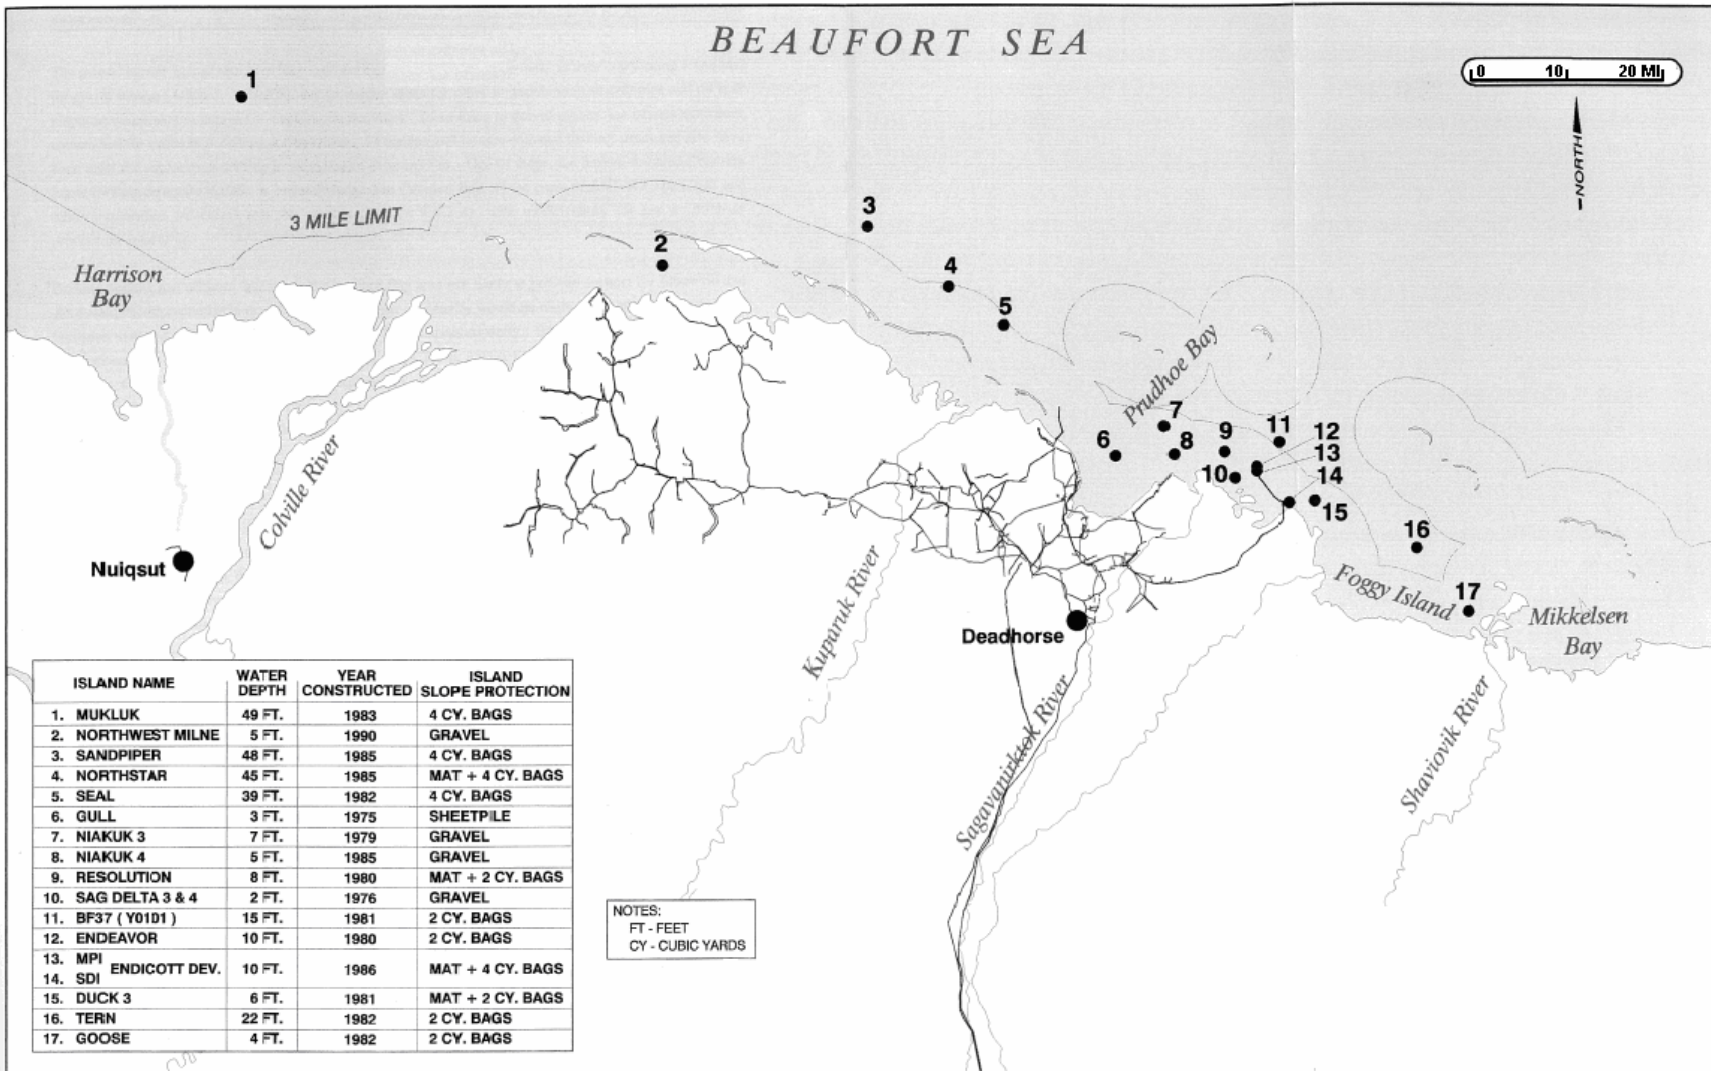 BEAUFORT SEA
0 10 20 MI
NORTH
1
3 MILE LIMIT
2
3
4
5
Harrison
Bay
Prudhoe Bay
6
7
8
9
10
11
12
13
14
15
16
17
Colville River
Nuiqsut
Kuparuk River
Deadhorse
Foggy Island
Mikkelsen
Bay
Sagavanirktok River
Shaviovik River
ISLAND NAME WATER DEPTH YEAR CONSTRUCTED ISLAND SLOPE PROTECTION
1. MUKLUK 49 FT. 1983 4 CY. BAGS
2. NORTHWEST MILNE 5 FT. 1990 GRAVEL
3. SANDPIPER 48 FT. 1985 4 CY. BAGS
4. NORTHSTAR 45 FT. 1985 MAT + 4 CY. BAGS
5. SEAL 39 FT. 1982 4 CY. BAGS
6. GULL 3 FT. 1975 SHEETPILE
7. NIAKUK 3 7 FT. 1979 GRAVEL
8. NIAKUK 4 5 FT. 1985 GRAVEL
9. RESOLUTION 8 FT. 1980 MAT + 2 CY. BAGS
10. SAG DELTA 3 & 4 2 FT. 1976 GRAVEL
11. BF37 ( Y0101 ) 15 FT. 1981 2 CY. BAGS
12. ENDEAVOR 10 FT. 1980 2 CY. BAGS
13. MPI
14. SDI ENDICOTT DEV. 10 FT. 1986 MAT + 4 CY. BAGS
15. DUCK 3 6 FT. 1981 MAT + 2 CY. BAGS
16. TERN 22 FT. 1982 2 CY. BAGS
17. GOOSE 4 FT. 1982 2 CY. BAGS
NOTES:
FT - FEET
CY - CUBIC YARDS